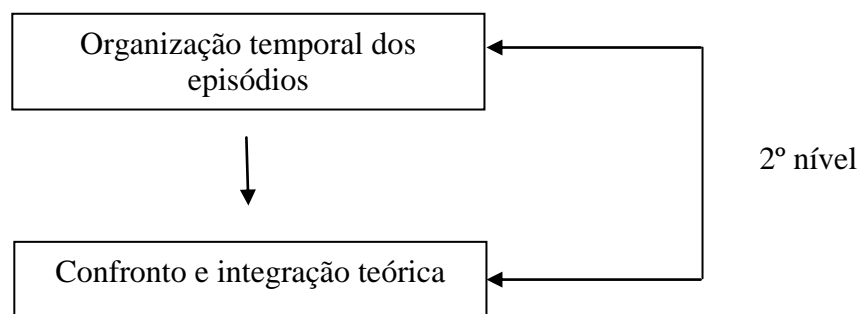 Organização temporal dos
episódios
2º nível
Confronto e integração teórica